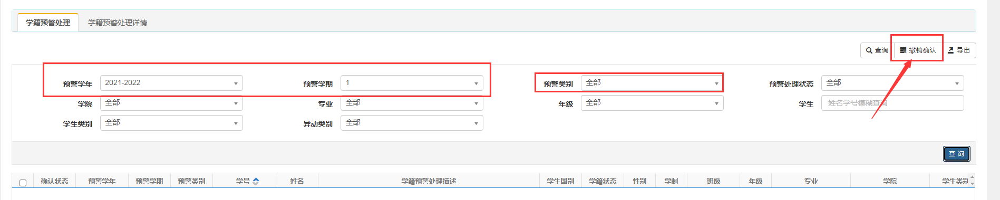 学籍预警处理 学籍预警处理详情
查询 撤销确认 导出
预警学年 2021-2022 预警学期 1 预警类别 全部 预警处理状态 全部
学院 全部 专业 全部 年级 全部 学生 姓名学号模糊查询
学生类别 全部 异动类别 全部
查 询
确认状态 预警学年 预警学期 预警类别 学号 姓名 学籍预警处理描述 学生国别 学籍状态 性别 学制 班级 年级 专业 学院 学生类别